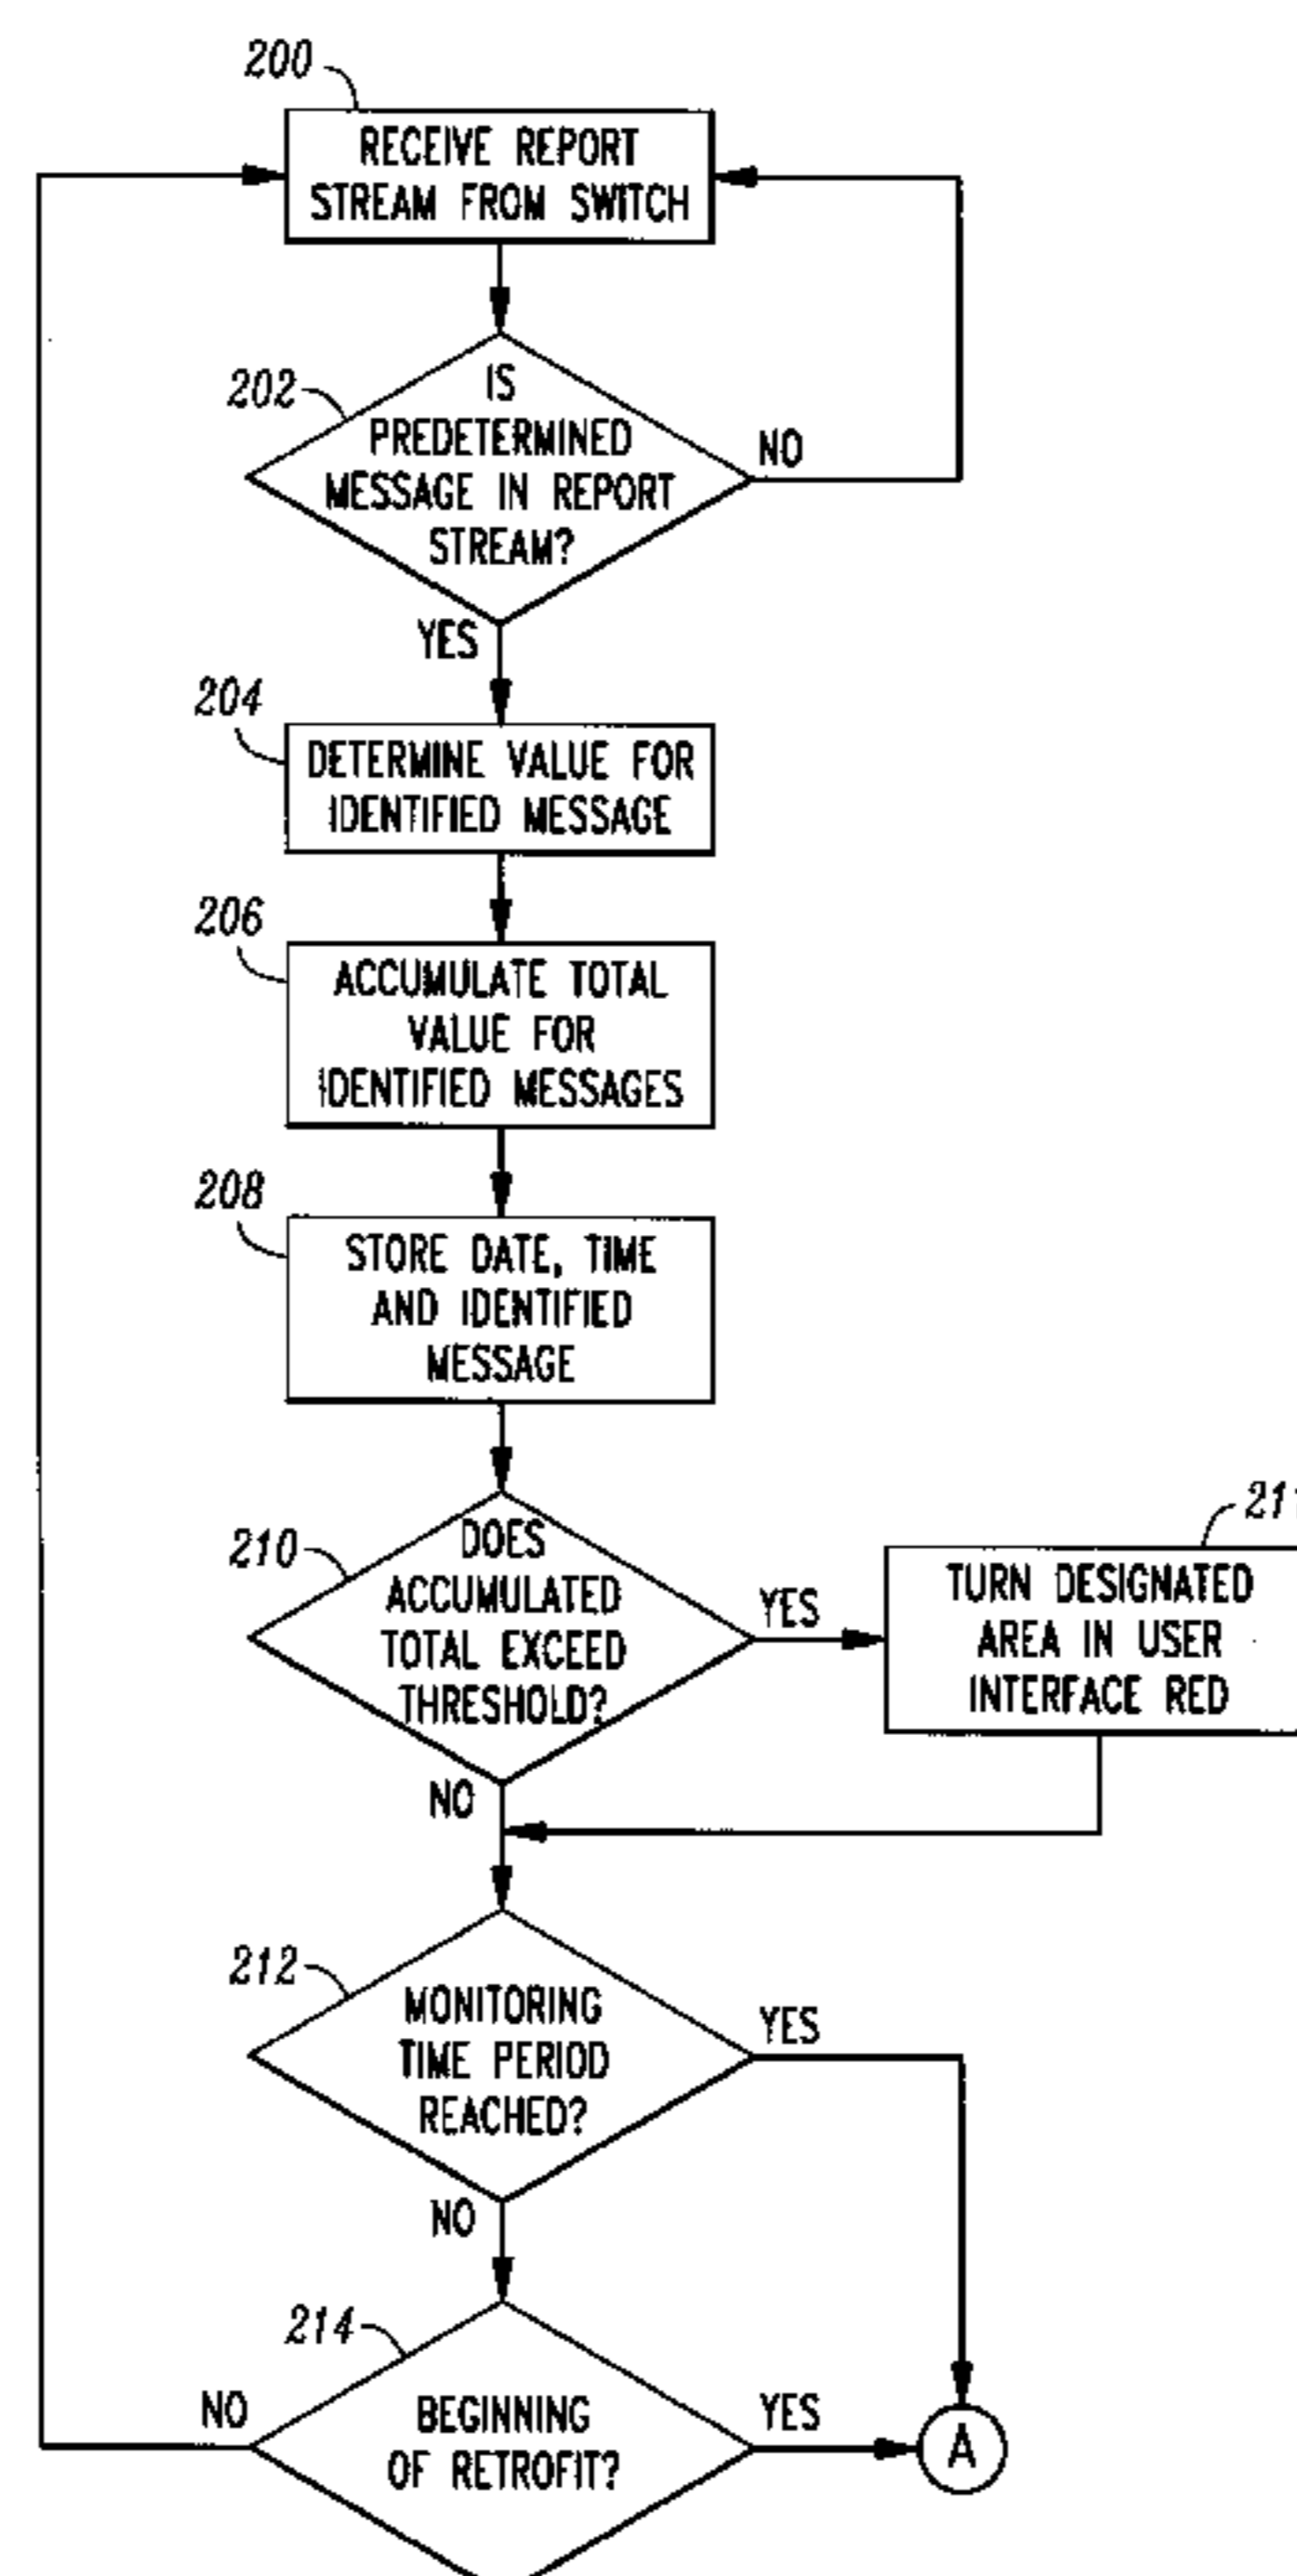 200
RECEIVE REPORT
STREAM FROM SWITCH
202
IS
PREDETERMINED
MESSAGE IN REPORT
STREAM?
NO
YES
204
DETERMINE VALUE FOR
IDENTIFIED MESSAGE
206
ACCUMULATE TOTAL
VALUE FOR
IDENTIFIED MESSAGES
208
STORE DATE, TIME
AND IDENTIFIED
MESSAGE
210
DOES
ACCUMULATED
TOTAL EXCEED
THRESHOLD?
YES
211
TURN DESIGNATED
AREA IN USER
INTERFACE RED
NO
212
MONITORING
TIME PERIOD
REACHED?
YES
NO
214
NO
BEGINNING
OF RETROFIT?
YES
A